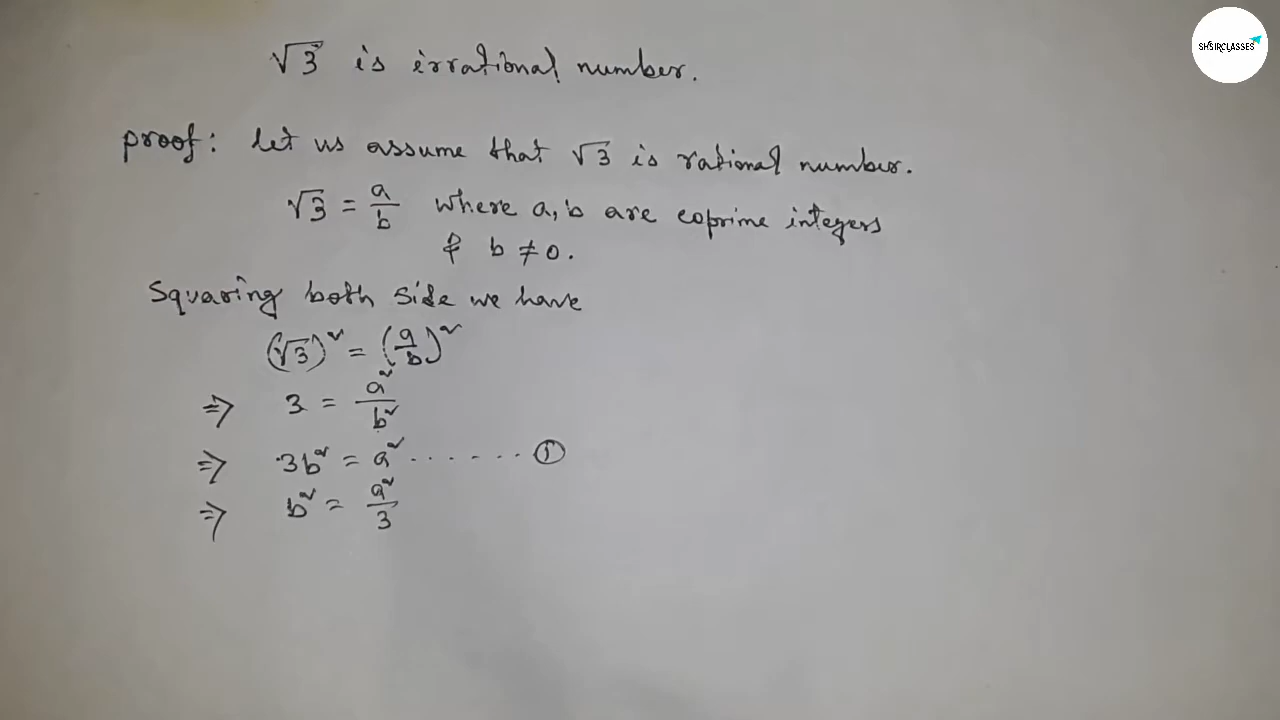 SHSIRCLASSES
√3 is irrational number.
proof: let us assume that √3 is rational number.
√3 = a/b where a, b are coprime integers
& b ≠ 0.
Squaring both side we have
(√3)² = (a/b)²
⇒ 3 = a²/b²
⇒ 3b² = a² ....... ①
⇒ b² = a²/3